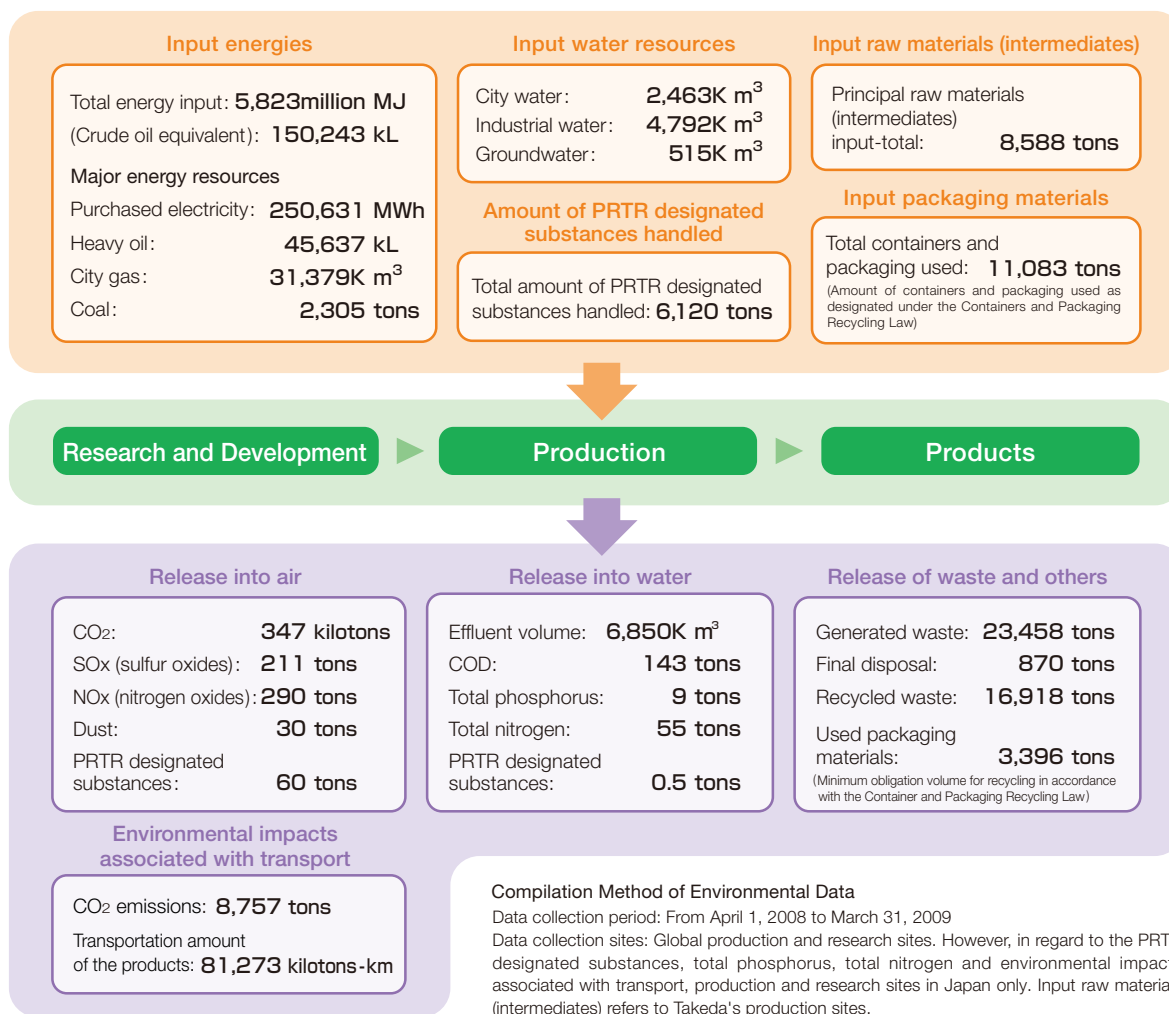 Input energies
Total energy input: 5,823million MJ
(Crude oil equivalent): 150,243 kL
Major energy resources
Purchased electricity: 250,631 MWh
Heavy oil: 45,637 kL
City gas: 31,379K m³
Coal: 2,305 tons
Input water resources
City water: 2,463K m³
Industrial water: 4,792K m³
Groundwater: 515K m³
Amount of PRTR designated
substances handled
Total amount of PRTR designated
substances handled: 6,120 tons
Input raw materials (intermediates)
Principal raw materials
(intermediates)
input-total: 8,588 tons
Input packaging materials
Total containers and
packaging used: 11,083 tons
(Amount of containers and packaging used as
designated under the Containers and Packaging
Recycling Law)
Research and Development
Production
Products
Release into air
CO₂: 347 kilotons
SOx (sulfur oxides): 211 tons
NOx (nitrogen oxides): 290 tons
Dust: 30 tons
PRTR designated
substances: 60 tons
Release into water
Effluent volume: 6,850K m³
COD: 143 tons
Total phosphorus: 9 tons
Total nitrogen: 55 tons
PRTR designated
substances: 0.5 tons
Release of waste and others
Generated waste: 23,458 tons
Final disposal: 870 tons
Recycled waste: 16,918 tons
Used packaging
materials: 3,396 tons
(Minimum obligation volume for recycling in accordance
with the Container and Packaging Recycling Law)
Environmental impacts
associated with transport
CO₂ emissions: 8,757 tons
Transportation amount
of the products: 81,273 kilotons-km
Compilation Method of Environmental Data
Data collection period: From April 1, 2008 to March 31, 2009
Data collection sites: Global production and research sites. However, in regard to the PRT
designated substances, total phosphorus, total nitrogen and environmental impact
associated with transport, production and research sites in Japan only. Input raw material
(intermediates) refers to Takeda's production sites.